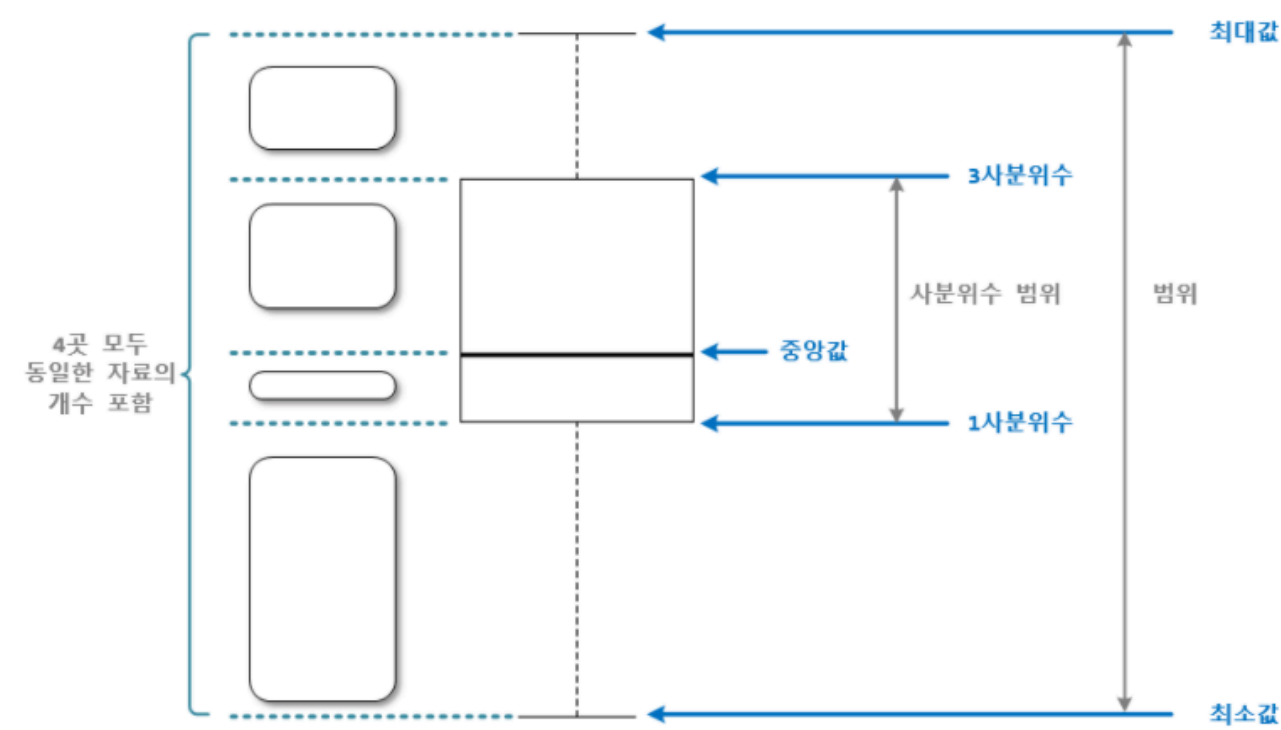 최대값
3사분위수
사분위수 범위
범위
4곳 모두
동일한 자료의
개수 포함
중앙값
1사분위수
최소값